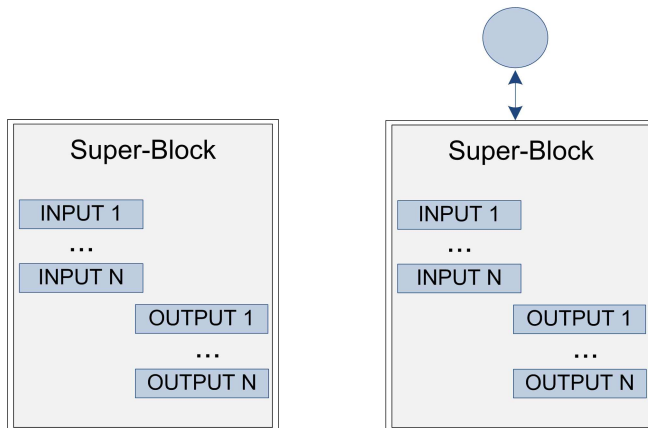 Super-Block
INPUT 1
...
INPUT N
OUTPUT 1
...
OUTPUT N
Super-Block
INPUT 1
...
INPUT N
OUTPUT 1
...
OUTPUT N